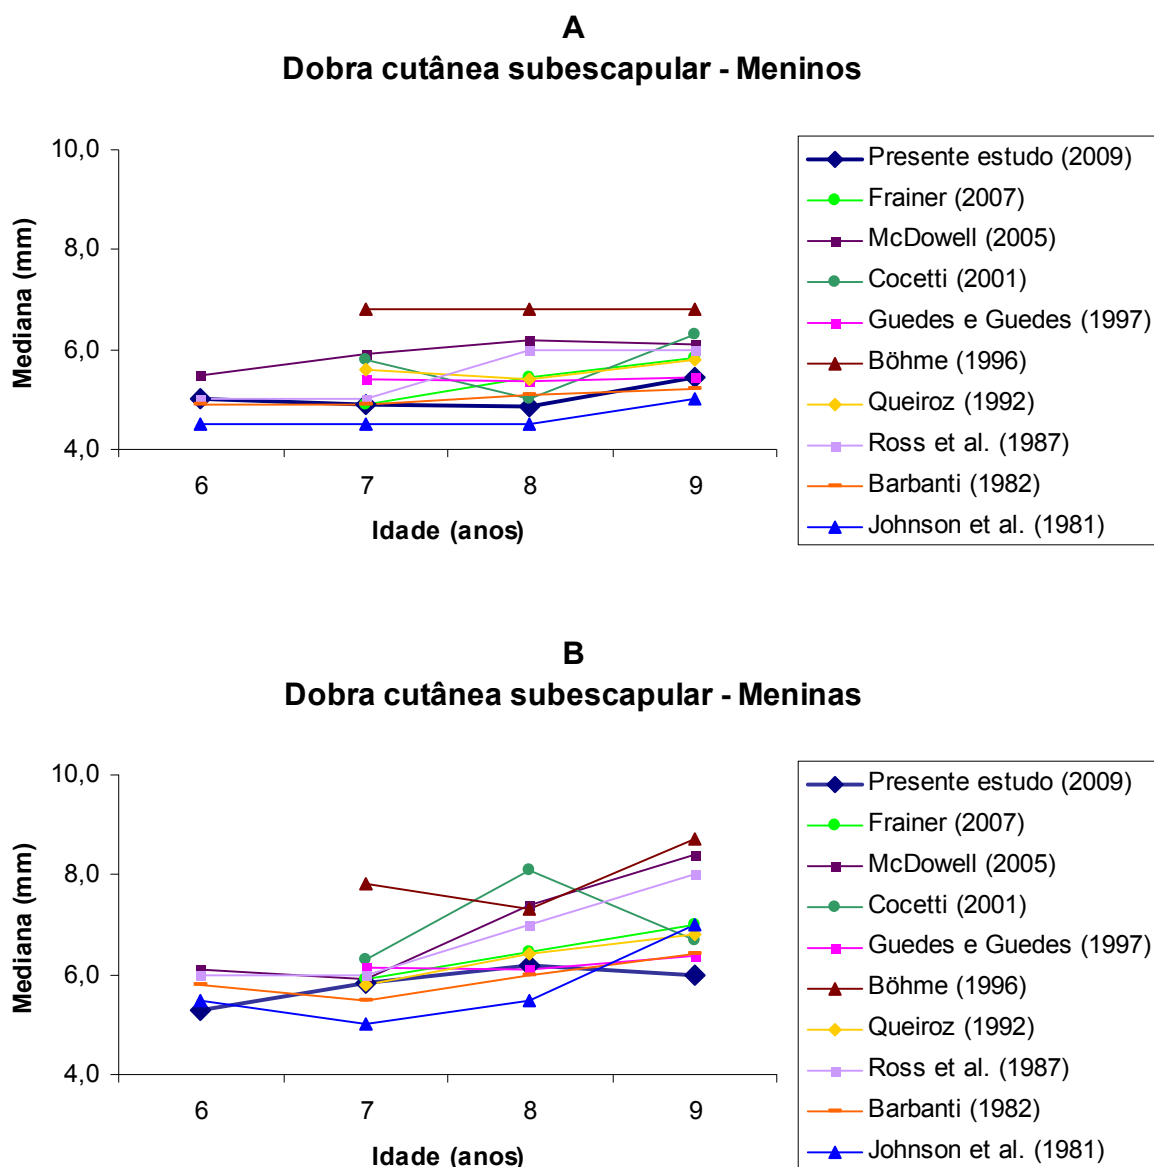 A
Dobra cutânea subescapular - Meninos
10,0
8,0
6,0
4,0
Mediana (mm)
6 7 8 9
Idade (anos)
Presente estudo (2009)
Frainer (2007)
McDowell (2005)
Cocetti (2001)
Guedes e Guedes (1997)
Böhme (1996)
Queiroz (1992)
Ross et al. (1987)
Barbanti (1982)
Johnson et al. (1981)
B
Dobra cutânea subescapular - Meninas
10,0
8,0
6,0
4,0
Mediana (mm)
6 7 8 9
Idade (anos)
Presente estudo (2009)
Frainer (2007)
McDowell (2005)
Cocetti (2001)
Guedes e Guedes (1997)
Böhme (1996)
Queiroz (1992)
Ross et al. (1987)
Barbanti (1982)
Johnson et al. (1981)